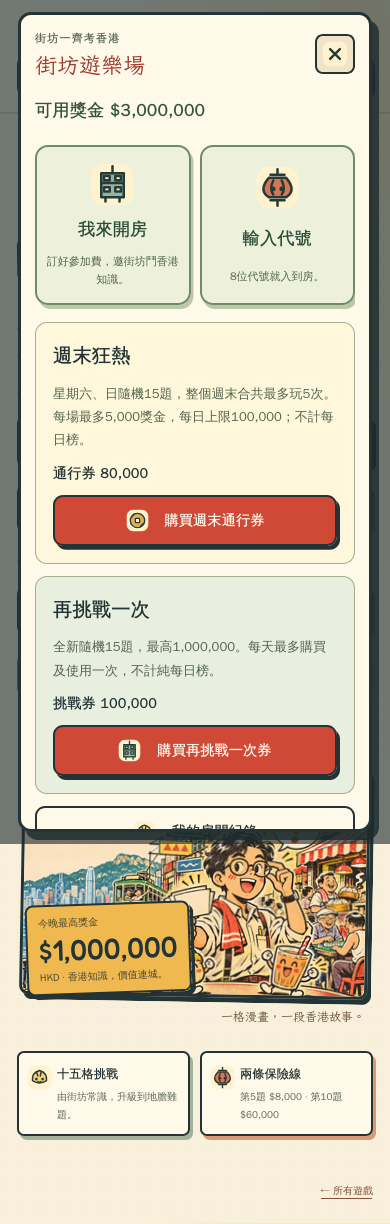 街坊一齊考香港
街坊遊樂場
可用獎金 $3,000,000
我來開房
訂好參加費，邀街坊鬥香港
知識。
輸入代號
8位代號就入到房。
週末狂熱
星期六、日隨機15題，整個週末合共最多玩5次。
每場最多5,000獎金，每日上限100,000；不計每
日榜。
通行券 80,000
購買週末通行券
再挑戰一次
全新隨機15題，最高1,000,000。每天最多購買
及使用一次，不計純每日榜。
挑戰券 100,000
購買再挑戰一次券
我的房間紀錄
今晚最高獎金
$1,000,000
HKD · 香港知識，價值連城。
一格漫畫，一段香港故事。
十五格挑戰
由街坊常識，升級到地膽難
題。
兩條保險線
第5題 $8,000 · 第10題
$60,000
← 所有遊戲